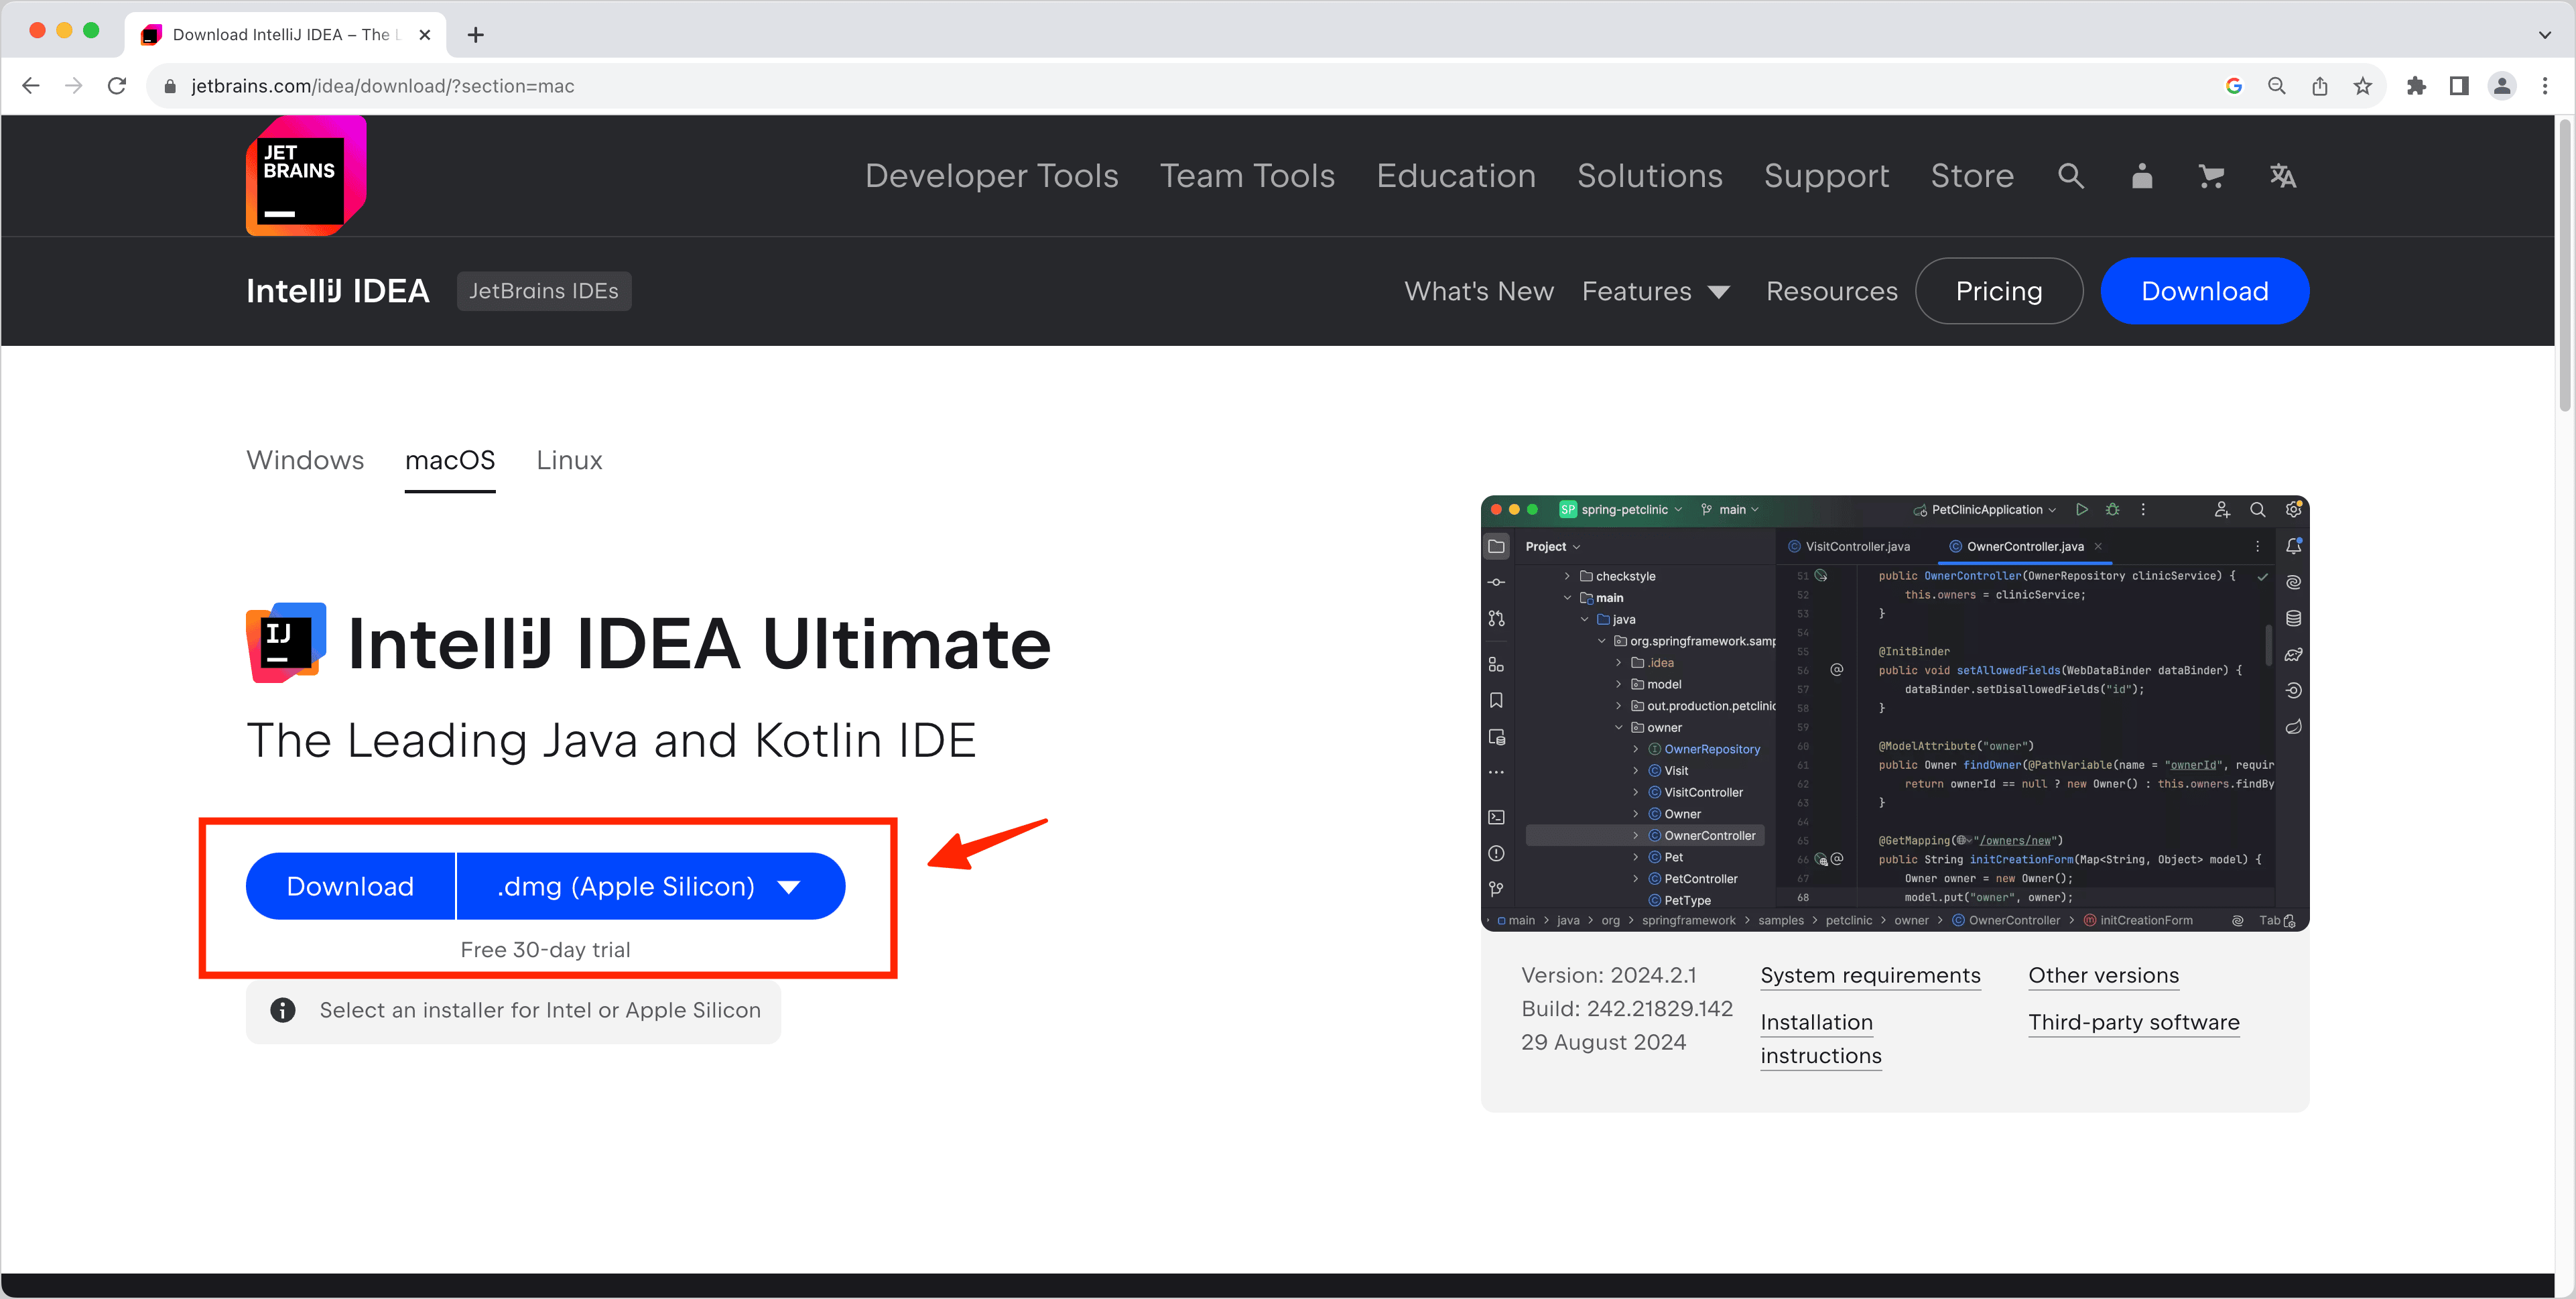 Download IntelliJ IDEA – The L
jetbrains.com/idea/download/?section=mac
JET
BRAINS
Developer Tools Team Tools Education Solutions Support Store
IntelliJ IDEA JetBrains IDEs What's New Features Resources Pricing Download
Windows macOS Linux
IJ
IntelliJ IDEA Ultimate
The Leading Java and Kotlin IDE
Download .dmg (Apple Silicon)
Free 30-day trial
Select an installer for Intel or Apple Silicon
SP spring-petclinic main PetClinicApplication
Project
checkstyle
main
java
org.springframework.samp
.idea
model
out.production.petclinic
owner
OwnerRepository
Visit
VisitController
Owner
OwnerController
Pet
PetController
PetType
VisitController.java OwnerController.java
51 public OwnerController(OwnerRepository clinicService) {
52 this.owners = clinicService;
53 }
54
55 @InitBinder
56 public void setAllowedFields(WebDataBinder dataBinder) {
57 dataBinder.setDisallowedFields("id");
58 }
59
60 @ModelAttribute("owner")
61 public Owner findOwner(@PathVariable(name = "ownerId", requir
62 return ownerId == null ? new Owner() : this.owners.findBy
63 }
64
65 @GetMapping("/owners/new")
66 public String initCreationForm(Map<String, Object> model) {
67 Owner owner = new Owner();
68 model.put("owner", owner);
main > java > org > springframework > samples > petclinic > owner > OwnerController > initCreationForm Tab
Version: 2024.2.1
Build: 242.21829.142
29 August 2024
System requirements
Installation
instructions
Other versions
Third-party software